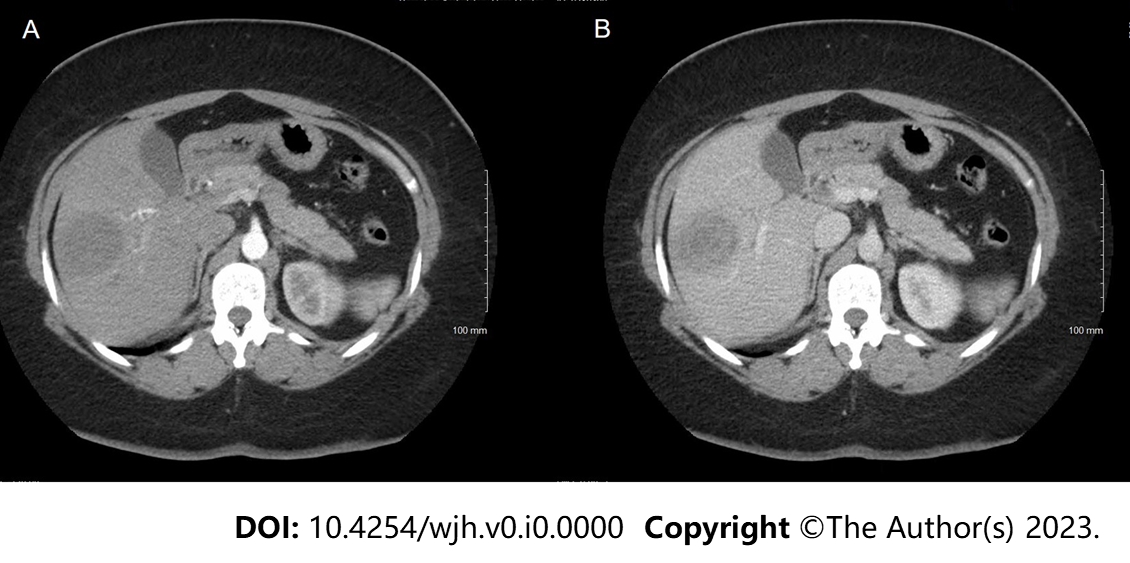 A
B
100 mm
100 mm
DOI: 10.4254/wjh.v0.i0.0000 Copyright ©The Author(s) 2023.